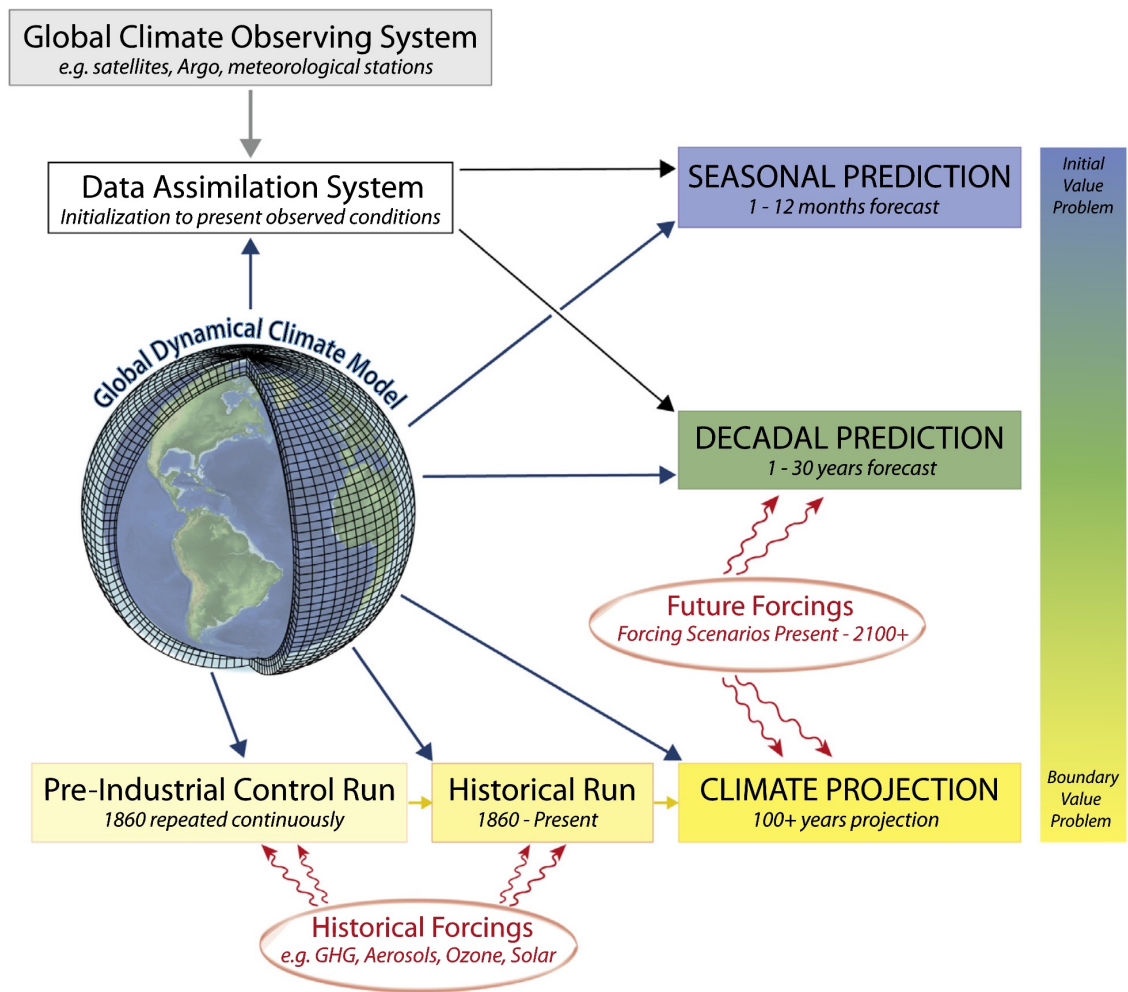 Global Climate Observing System
e.g. satellites, Argo, meteorological stations
Data Assimilation System
Initialization to present observed conditions
SEASONAL PREDICTION
1 - 12 months forecast
Initial
Value
Problem
Global Dynamical Climate Model
DECADAL PREDICTION
1 - 30 years forecast
Future Forcings
Forcing Scenarios Present - 2100+
Pre-Industrial Control Run
1860 repeated continuously
Historical Run
1860 - Present
CLIMATE PROJECTION
100+ years projection
Boundary
Value
Problem
Historical Forcings
e.g. GHG, Aerosols, Ozone, Solar